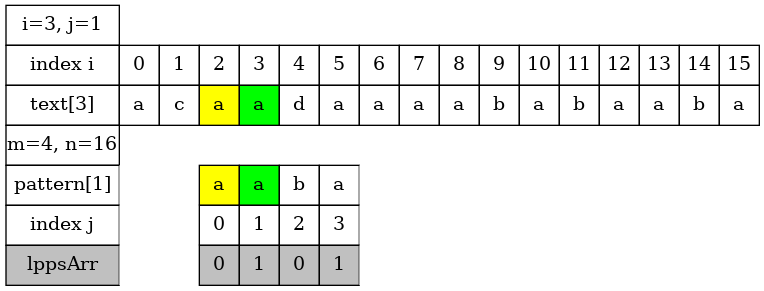 i=3, j=1
index i 0 1 2 3 4 5 6 7 8 9 10 11 12 13 14 15
text[3] a c a a d a a a a b a b a a b a
m=4, n=16
pattern[1] a a b a
index j 0 1 2 3
lppsArr 0 1 0 1